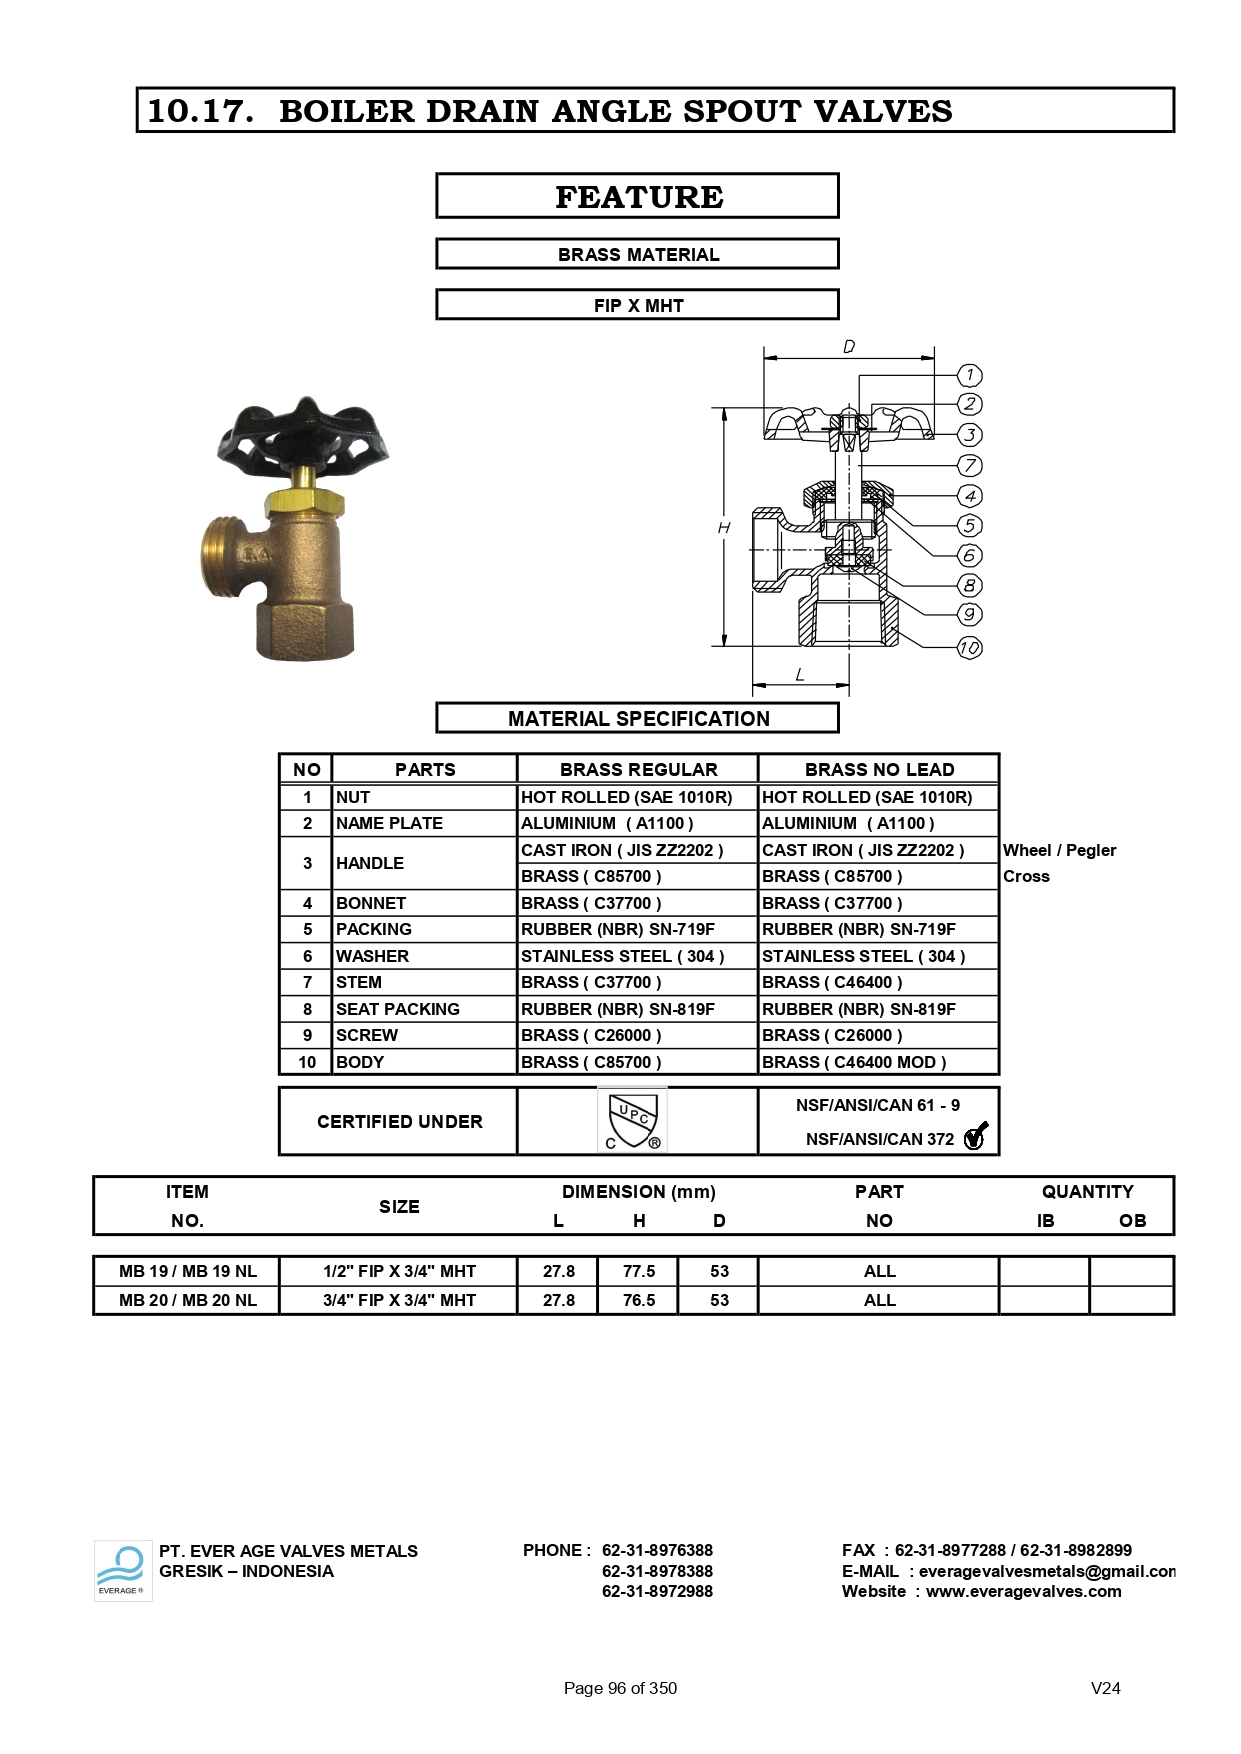 10.17. BOILER DRAIN ANGLE SPOUT VALVES
FEATURE
BRASS MATERIAL
FIP X MHT
E.A.
D
H
L
1
2
3
7
4
5
6
8
9
10
MATERIAL SPECIFICATION
NO PARTS BRASS REGULAR BRASS NO LEAD
1 NUT HOT ROLLED (SAE 1010R) HOT ROLLED (SAE 1010R)
2 NAME PLATE ALUMINIUM ( A1100 ) ALUMINIUM ( A1100 )
3 HANDLE CAST IRON ( JIS ZZ2202 ) CAST IRON ( JIS ZZ2202 ) Wheel / Pegler
BRASS ( C85700 ) BRASS ( C85700 ) Cross
4 BONNET BRASS ( C37700 ) BRASS ( C37700 )
5 PACKING RUBBER (NBR) SN-719F RUBBER (NBR) SN-719F
6 WASHER STAINLESS STEEL ( 304 ) STAINLESS STEEL ( 304 )
7 STEM BRASS ( C37700 ) BRASS ( C46400 )
8 SEAT PACKING RUBBER (NBR) SN-819F RUBBER (NBR) SN-819F
9 SCREW BRASS ( C26000 ) BRASS ( C26000 )
10 BODY BRASS ( C85700 ) BRASS ( C46400 MOD )
CERTIFIED UNDER
UPC
C ®
NSF/ANSI/CAN 61 - 9
NSF/ANSI/CAN 372
ITEM NO. SIZE DIMENSION (mm) PART NO QUANTITY
L H D IB OB
MB 19 / MB 19 NL 1/2" FIP X 3/4" MHT 27.8 77.5 53 ALL
MB 20 / MB 20 NL 3/4" FIP X 3/4" MHT 27.8 76.5 53 ALL
EVERAGE ®
PT. EVER AGE VALVES METALS
GRESIK – INDONESIA
PHONE : 62-31-8976388
62-31-8978388
62-31-8972988
FAX : 62-31-8977288 / 62-31-8982899
E-MAIL : everagevalvesmetals@gmail.com
Website : www.everagevalves.com
Page 96 of 350
V24